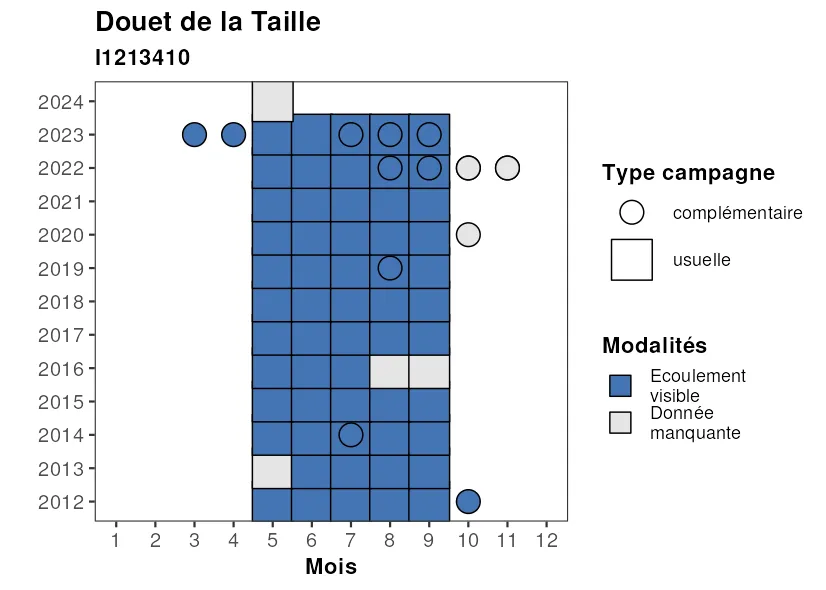 Douet de la Taille
I1213410
2024
2023
2022
2021
2020
2019
2018
2017
2016
2015
2014
2013
2012
1 2 3 4 5 6 7 8 9 10 11 12
Mois
Type campagne
complémentaire
usuelle
Modalités
Ecoulement
visible
Donnée
manquante